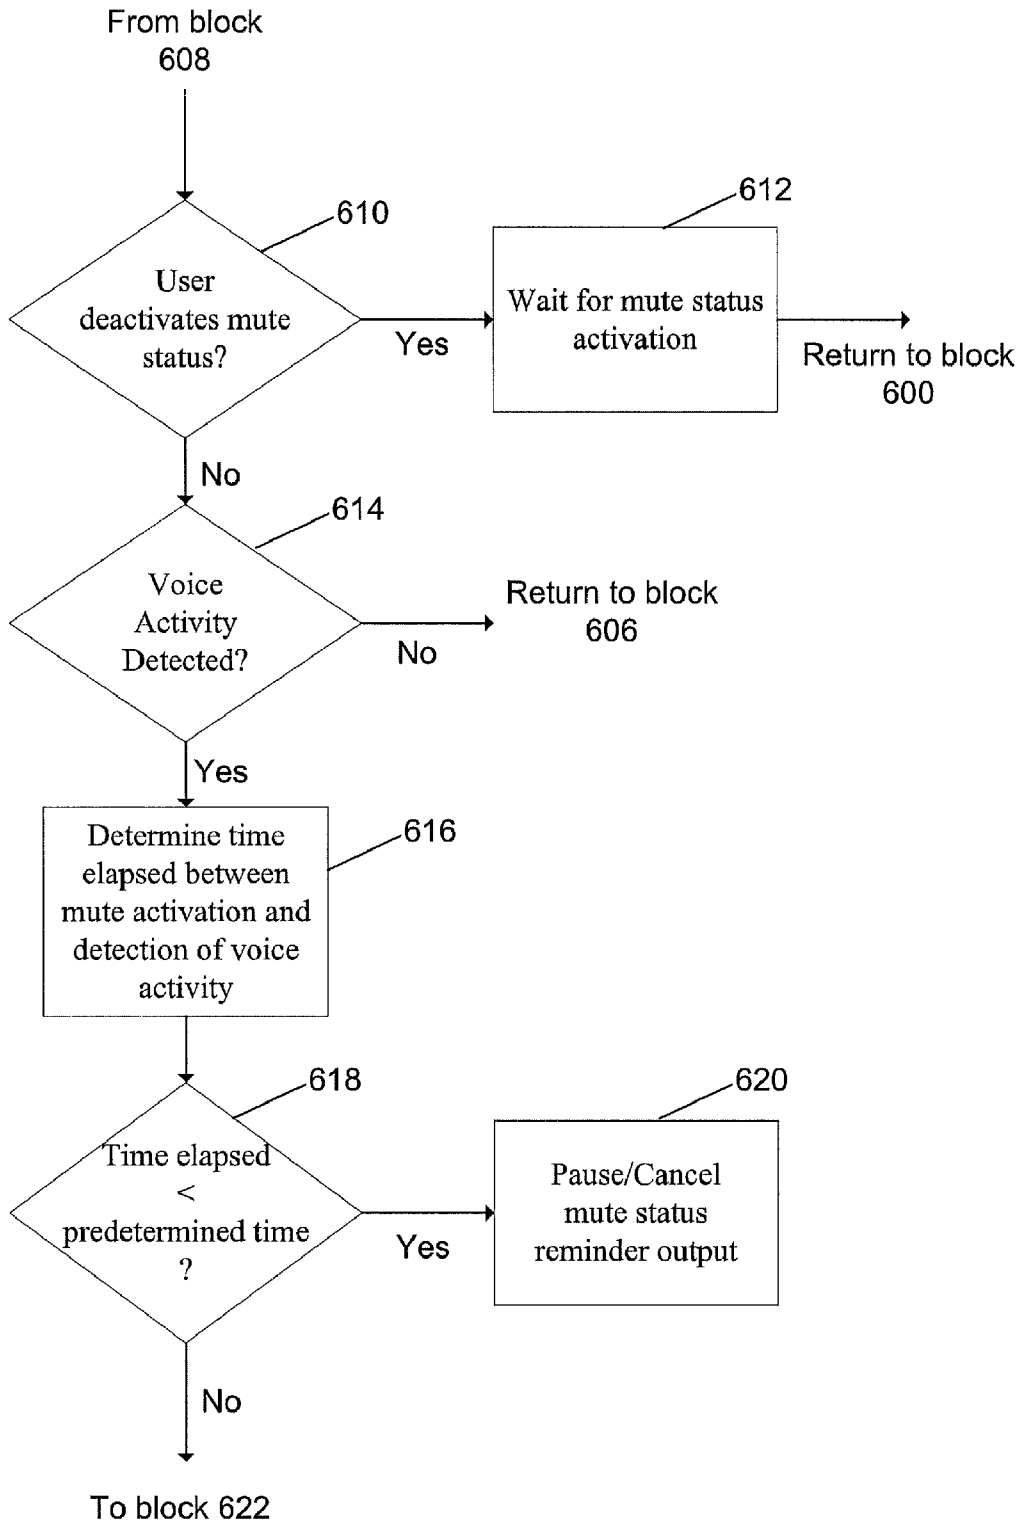 From block
608
610
User
deactivates mute
status?
Yes
612
Wait for mute status
activation
Return to block
600
No
614
Voice
Activity
Detected?
No
Return to block
606
Yes
616
Determine time
elapsed between
mute activation and
detection of voice
activity
618
Time elapsed
<
predetermined time
?
Yes
620
Pause/Cancel
mute status
reminder output
No
To block 622